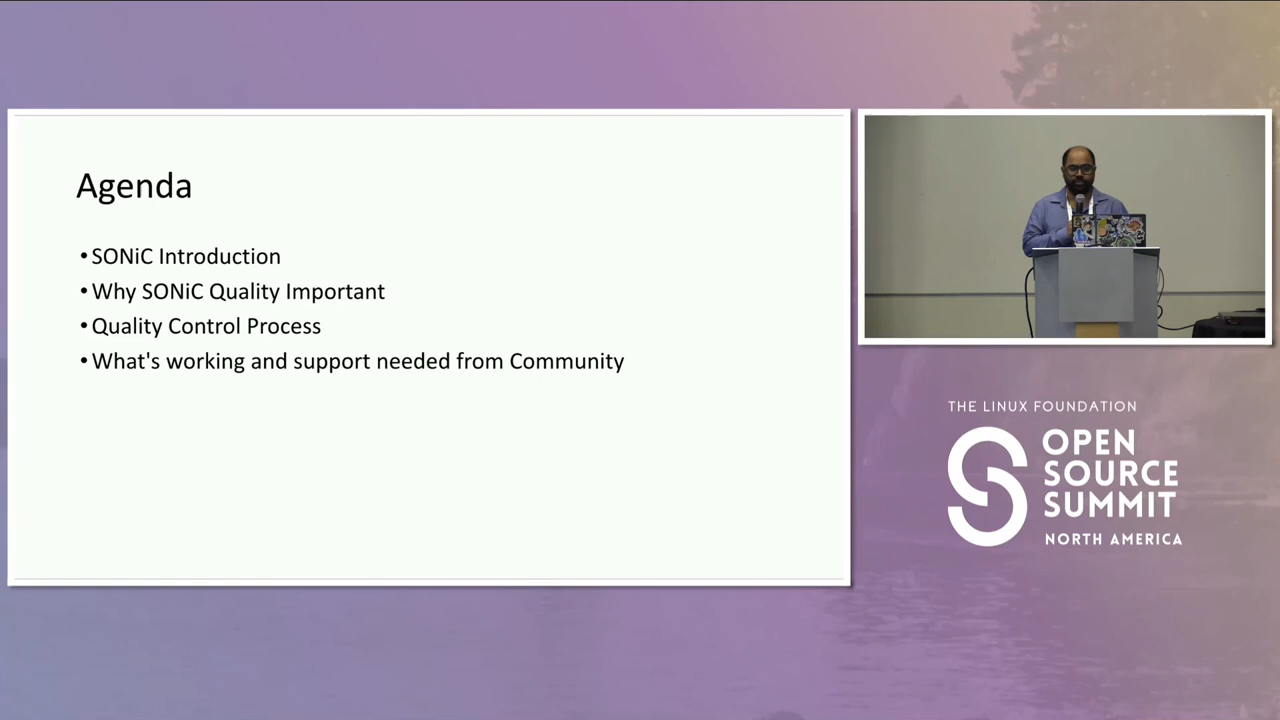 Agenda
• SONiC Introduction
• Why SONiC Quality Important
• Quality Control Process
• What's working and support needed from Community
THE LINUX FOUNDATION
OPEN
SOURCE
SUMMIT
NORTH AMERICA